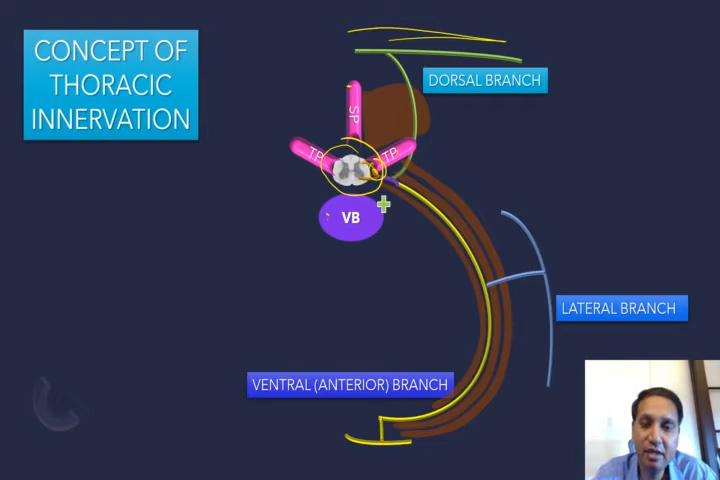 CONCEPT OF
THORACIC
INNERVATION
DORSAL BRANCH
SP
TP
TP
VB
LATERAL BRANCH
VENTRAL (ANTERIOR) BRANCH